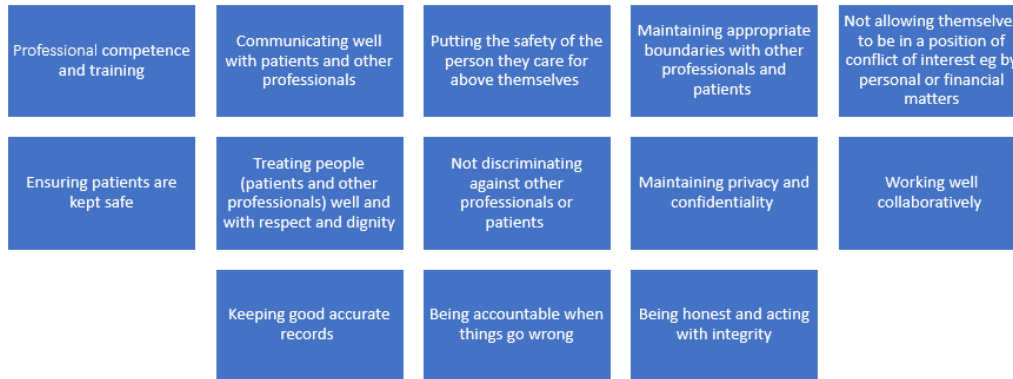 Professional competence
and training
Communicating well
with patients and other
professionals
Putting the safety of the
person they care for
above themselves
Maintaining appropriate
boundaries with other
professionals and
patients
Not allowing themselve
to be in a position of
conflict of interest eg by
personal or financial
matters
Ensuring patients are
kept safe
Treating people
(patients and other
professionals) well and
with respect and dignity
Not discriminating
against other
professionals or
patients
Maintaining privacy and
confidentiality
Working well
collaboratively
Keeping good accurate
records
Being accountable when
things go wrong
Being honest and acting
with integrity